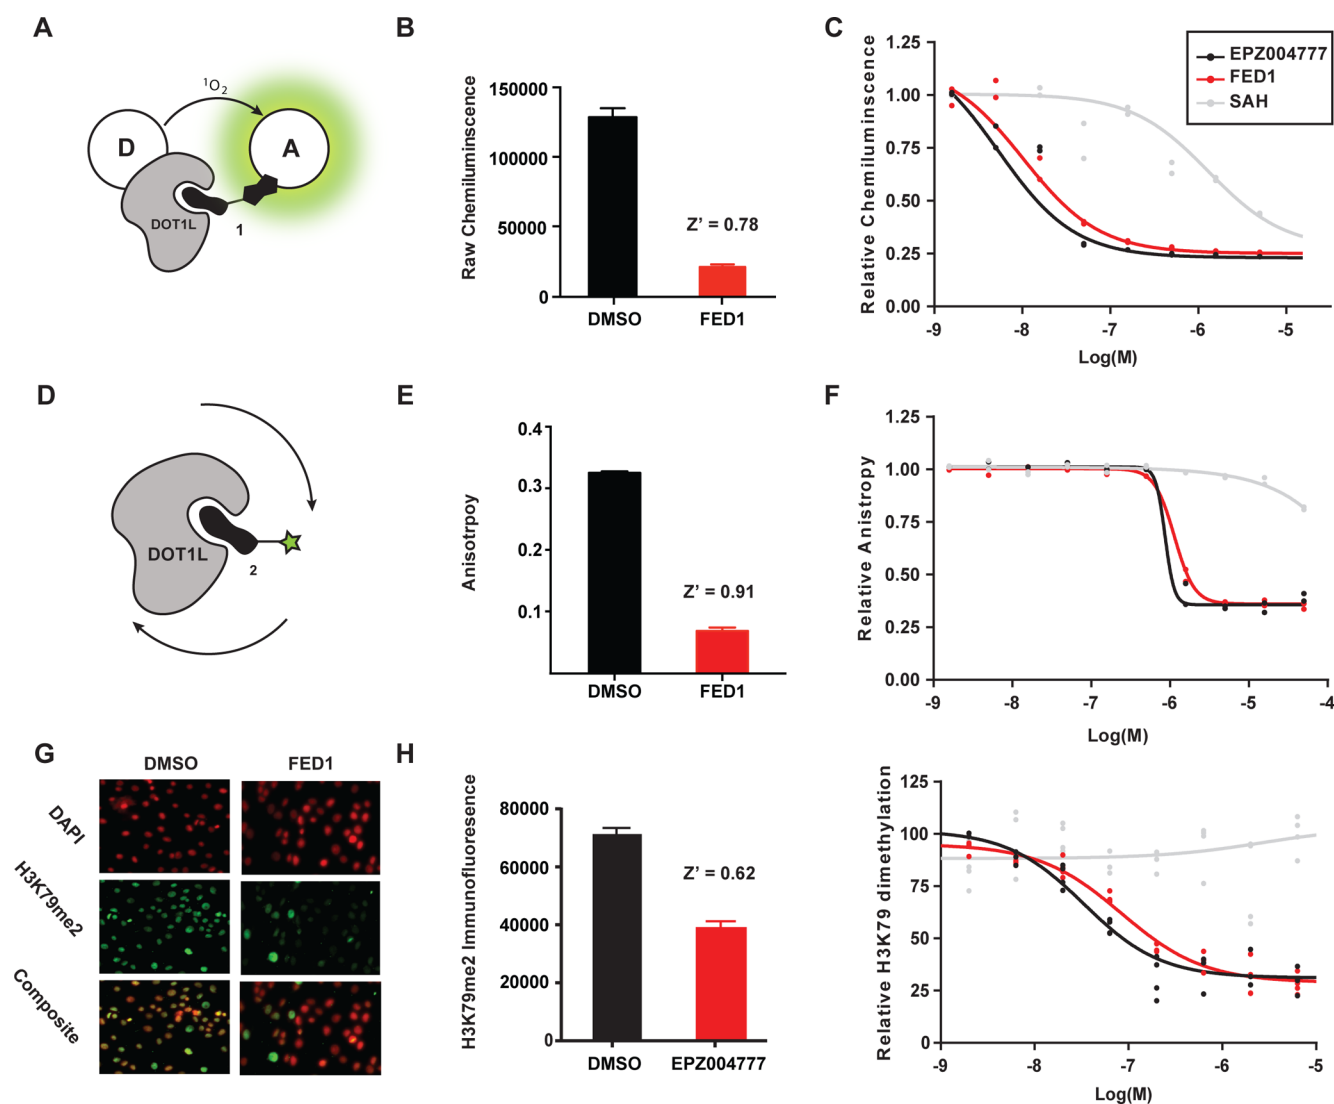 A
D
¹O₂
A
DOT1L
1
B
Raw Chemiluminscence
150000
100000
50000
0
Z' = 0.78
DMSO
FED1
C
Relative Chemiluminscence
1.25
1.00
0.75
0.50
0.25
0.00
-9
-8
-7
-6
-5
Log(M)
EPZ004777
FED1
SAH
D
DOT1L
2
E
Anisotrpoy
0.4
0.3
0.2
0.1
Z' = 0.91
DMSO
FED1
F
Relative Anistropy
1.25
1.00
0.75
0.50
0.25
0.00
-9
-8
-7
-6
-5
-4
Log(M)
G
DMSO
FED1
DAPI
H3K79me2
Composite
H
H3K79me2 Immunofluoresence
80000
60000
40000
20000
0
Z' = 0.62
DMSO
EPZ004777
Relative H3K79 dimethylation
125
100
75
50
25
0
-9
-8
-7
-6
-5
Log(M)